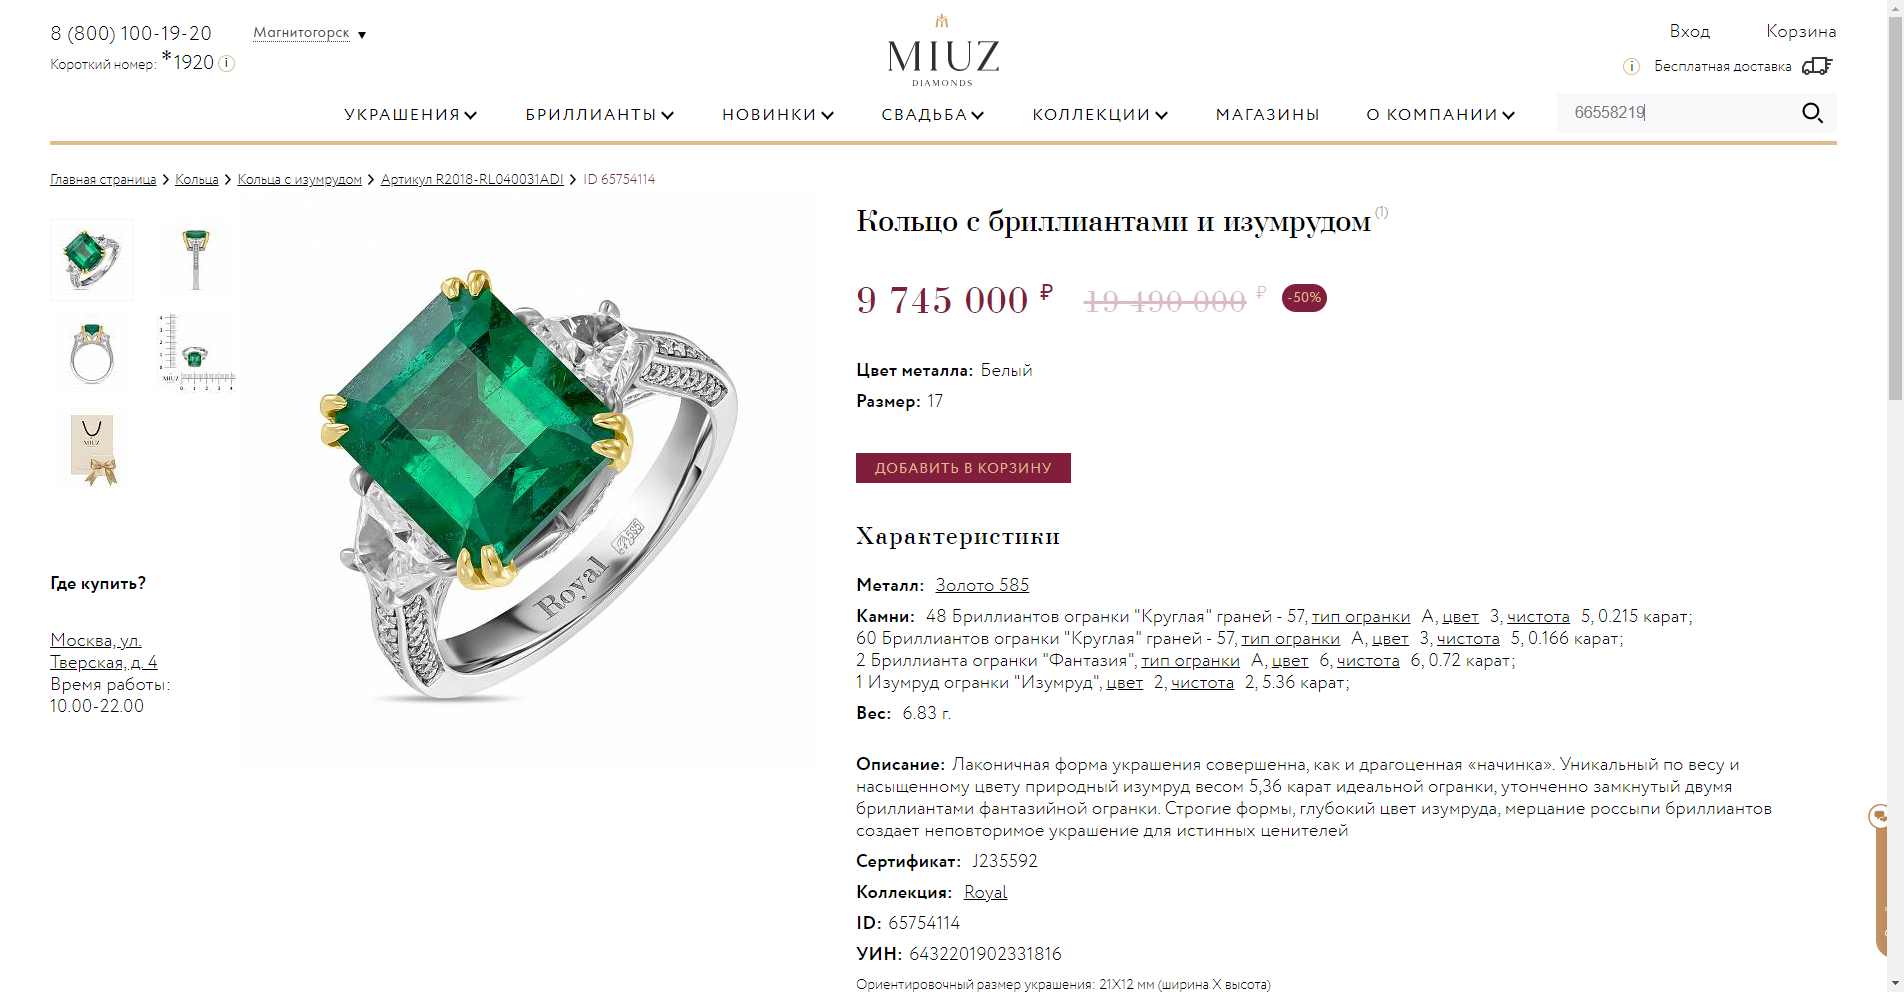 8 (800) 100-19-20
Магнитогорск
Короткий номер: *1920
MIUZ
DIAMONDS
Вход
Корзина
Бесплатная доставка
УКРАШЕНИЯ
БРИЛЛИАНТЫ
НОВИНКИ
СВАДЬБА
КОЛЛЕКЦИИ
МАГАЗИНЫ
О КОМПАНИИ
66558219
Главная страница > Кольца > Кольца с изумрудом > Артикул R2018-RL040031ADI > ID 65754114
Кольцо с бриллиантами и изумрудом (1)
9 745 000 ₽ 19 490 000 ₽ -50%
Цвет металла: Белый
Размер: 17
ДОБАВИТЬ В КОРЗИНУ
MIUZ
MIUZ
Royal
585
Где купить?
Москва, ул.
Тверская, д. 4
Время работы:
10.00-22.00
Характеристики
Металл: Золото 585
Камни: 48 Бриллиантов огранки "Круглая" граней - 57, тип огранки А, цвет 3, чистота 5, 0.215 карат;
60 Бриллиантов огранки "Круглая" граней - 57, тип огранки А, цвет 3, чистота 5, 0.166 карат;
2 Бриллианта огранки "Фантазия", тип огранки А, цвет 6, чистота 6, 0.72 карат;
1 Изумруд огранки "Изумруд", цвет 2, чистота 2, 5.36 карат;
Вес: 6.83 г.
Описание: Лаконичная форма украшения совершенна, как и драгоценная «начинка». Уникальный по весу и
насыщенному цвету природный изумруд весом 5,36 карат идеальной огранки, утонченно замкнутый двумя
бриллиантами фантазийной огранки. Строгие формы, глубокий цвет изумруда, мерцание россыпи бриллиантов
создает неповторимое украшение для истинных ценителей
Сертификат: J235592
Коллекция: Royal
ID: 65754114
УИН: 6432201902331816
Ориентировочный размер украшения: 21X12 мм (ширина X высота)